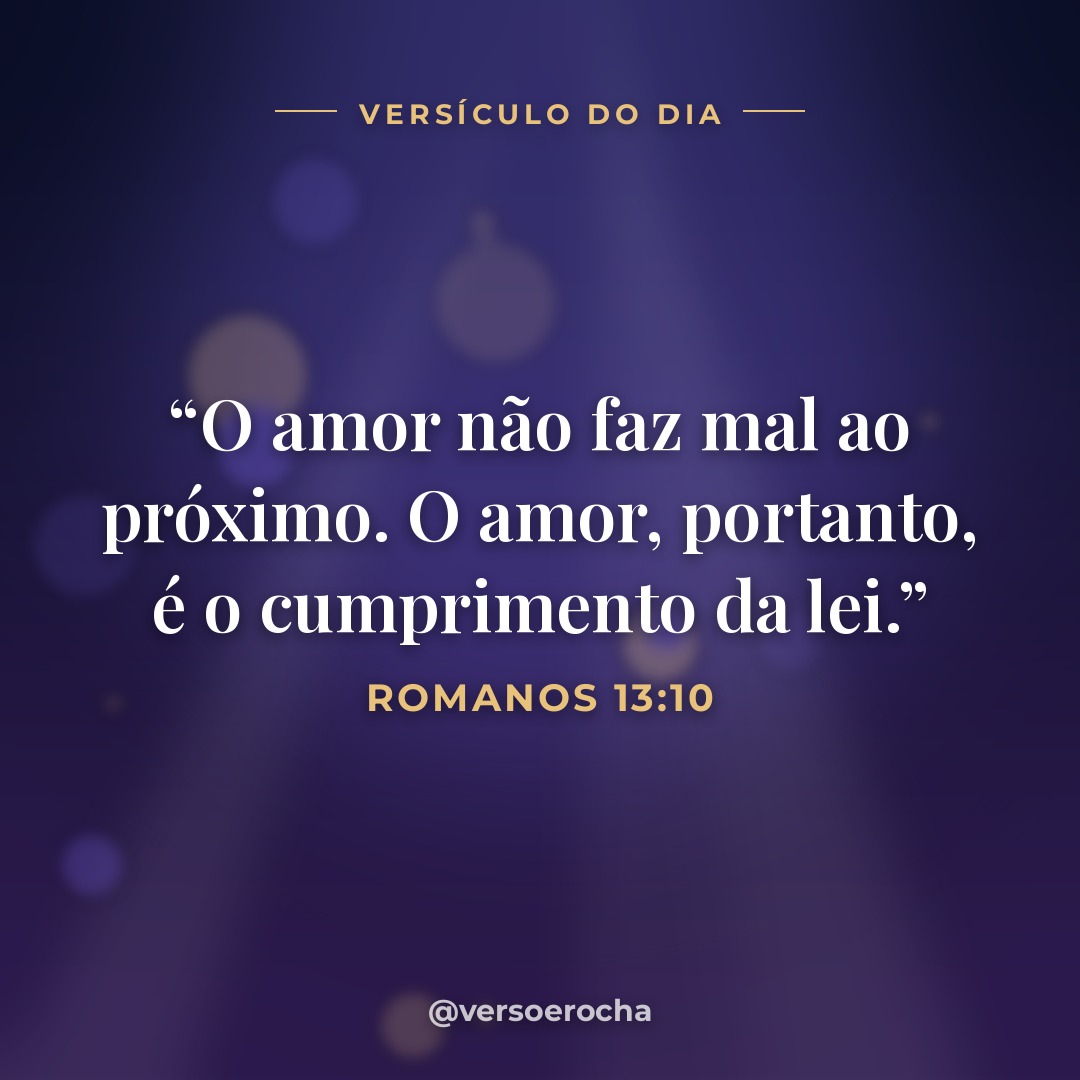 VERSÍCULO DO DIA
“O amor não faz mal ao
próximo. O amor, portanto,
é o cumprimento da lei.”
ROMANOS 13:10
@versoerocha